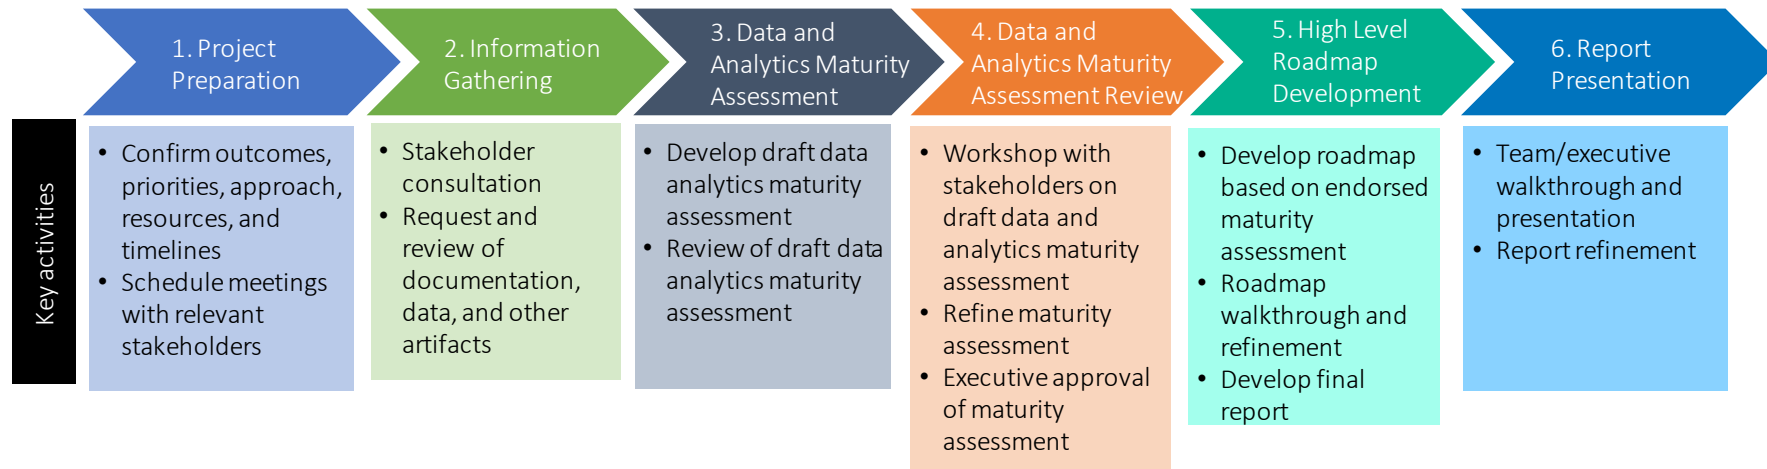 1. Project
Preparation
2. Information
Gathering
3. Data and
Analytics Maturity
Assessment
4. Data and
Analytics Maturity
Assessment Review
5. High Level
Roadmap
Development
6. Report
Presentation
Key activities
• Confirm outcomes,
priorities, approach,
resources, and
timelines
• Schedule meetings
with relevant
stakeholders
• Stakeholder
consultation
• Request and
review of
documentation,
data, and other
artifacts
• Develop draft data
analytics maturity
assessment
• Review of draft data
analytics maturity
assessment
• Workshop with
stakeholders on
draft data and
analytics maturity
assessment
• Refine maturity
assessment
• Executive approval
of maturity
assessment
• Develop roadmap
based on endorsed
maturity
assessment
• Roadmap
walkthrough and
refinement
• Develop final
report
• Team/executive
walkthrough and
presentation
• Report refinement